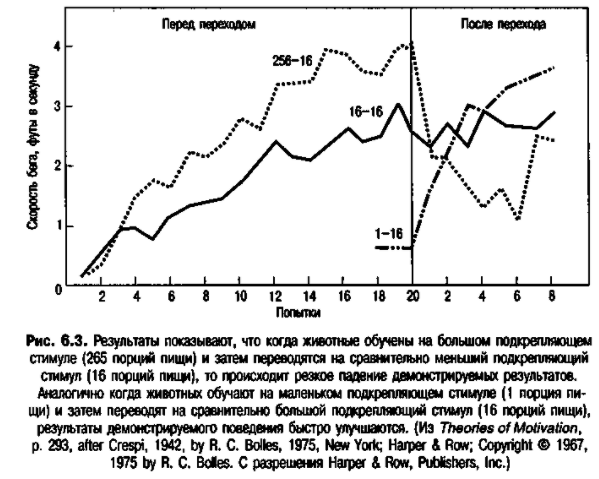 Перед переходом
После перехода
256–16
16–16
1–16
Скорость бега, футы в секунду
4
3
2
1
0
2 4 6 8 10 12 14 16 18 20 2 4 6 8
Попытки
Рис. 6.3. Результаты показывают, что когда животные обучены на большом подкрепляющем
стимуле (265 порций пищи) и затем переводятся на сравнительно меньший подкрепляющий
стимул (16 порций пищи), то происходит резкое падение демонстрируемых результатов.
Аналогично когда животных обучают на маленьком подкрепляющем стимуле (1 порция пи-
щи) и затем переводят на сравнительно большой подкрепляющий стимул (16 порций пищи),
результаты демонстрируемого поведения быстро улучшаются. (Из Theories of Motivation,
p. 293, after Crespi, 1942, by R. C. Bolles, 1975, New York; Harper & Row; Copyright © 1967,
1975 by R. C. Bolles. С разрешения Harper & Row, Publishers, Inc.)